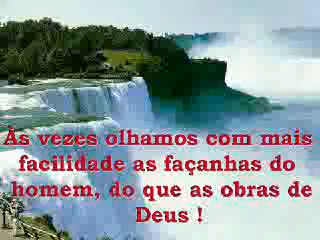 Às vezes olhamos com mais
facilidade as façanhas do
homem, do que as obras de
Deus !